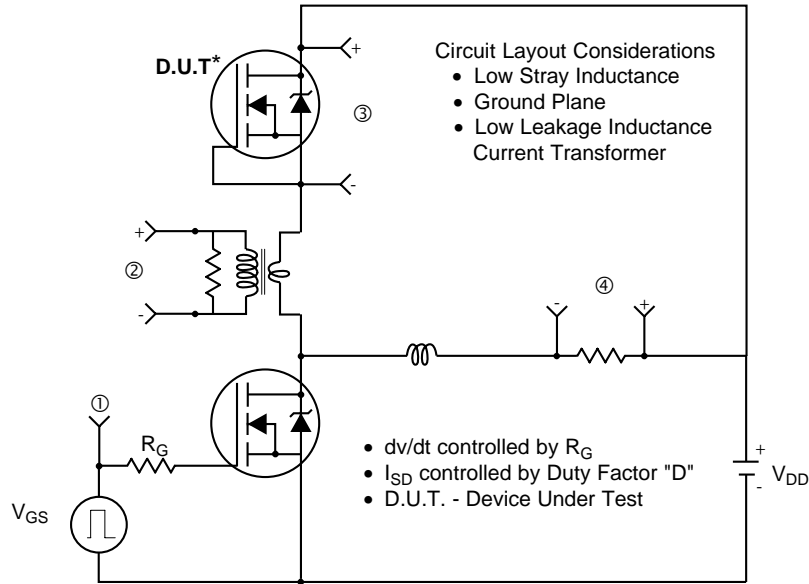 D.U.T*
+
Circuit Layout Considerations
• Low Stray Inductance
• Ground Plane
• Low Leakage Inductance
Current Transformer
③
-
+
②
-
④
-
+
①
R_G
V_GS
• dv/dt controlled by R_G
• I_SD controlled by Duty Factor "D"
• D.U.T. - Device Under Test
+
-
V_DD